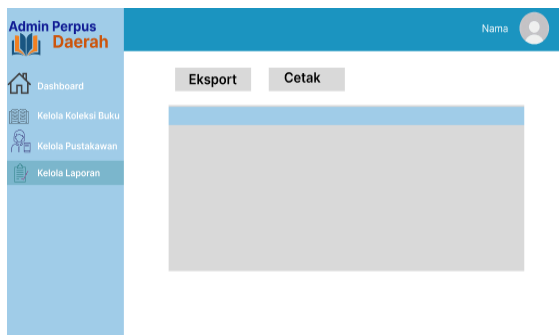 Admin Perpus
Daerah
Nama
Dashboard
Kelola Koleksi Buku
Kelola Pustakawan
Kelola Laporan
Eksport
Cetak